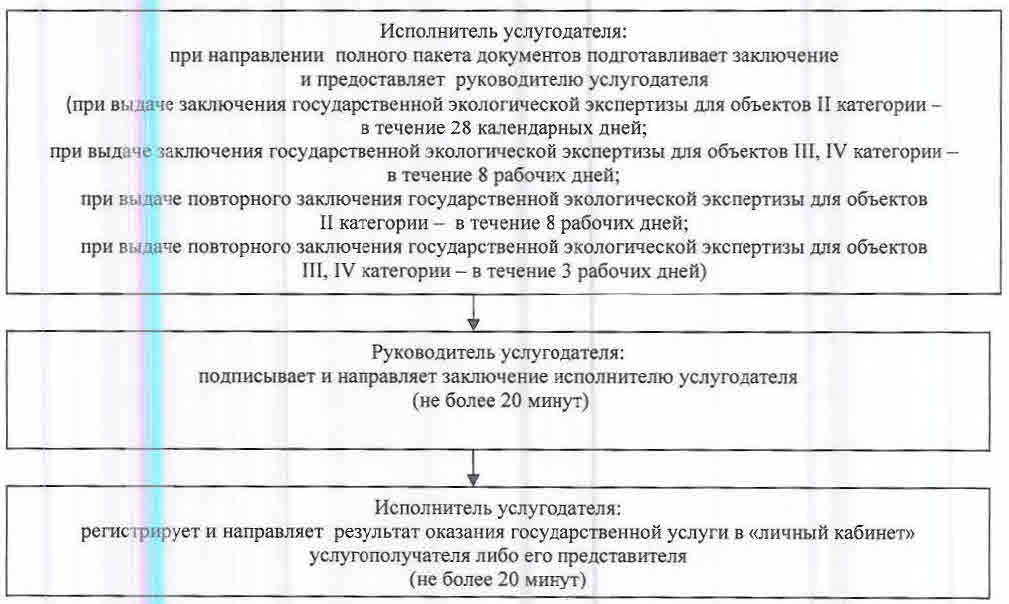 Исполнитель услугодателя:
при направлении полного пакета документов подготавливает заключение
и предоставляет руководителю услугодателя
(при выдаче заключения государственной экологической экспертизы для объектов II категории –
в течение 28 календарных дней;
при выдаче заключения государственной экологической экспертизы для объектов III, IV категории –
в течение 8 рабочих дней;
при выдаче повторного заключения государственной экологической экспертизы для объектов
II категории – в течение 8 рабочих дней;
при выдаче повторного заключения государственной экологической экспертизы для объектов
III, IV категории – в течение 3 рабочих дней)
Руководитель услугодателя:
подписывает и направляет заключение исполнителю услугодателя
(не более 20 минут)
Исполнитель услугодателя:
регистрирует и направляет результат оказания государственной услуги в «личный кабинет»
услугополучателя либо его представителя
(не более 20 минут)